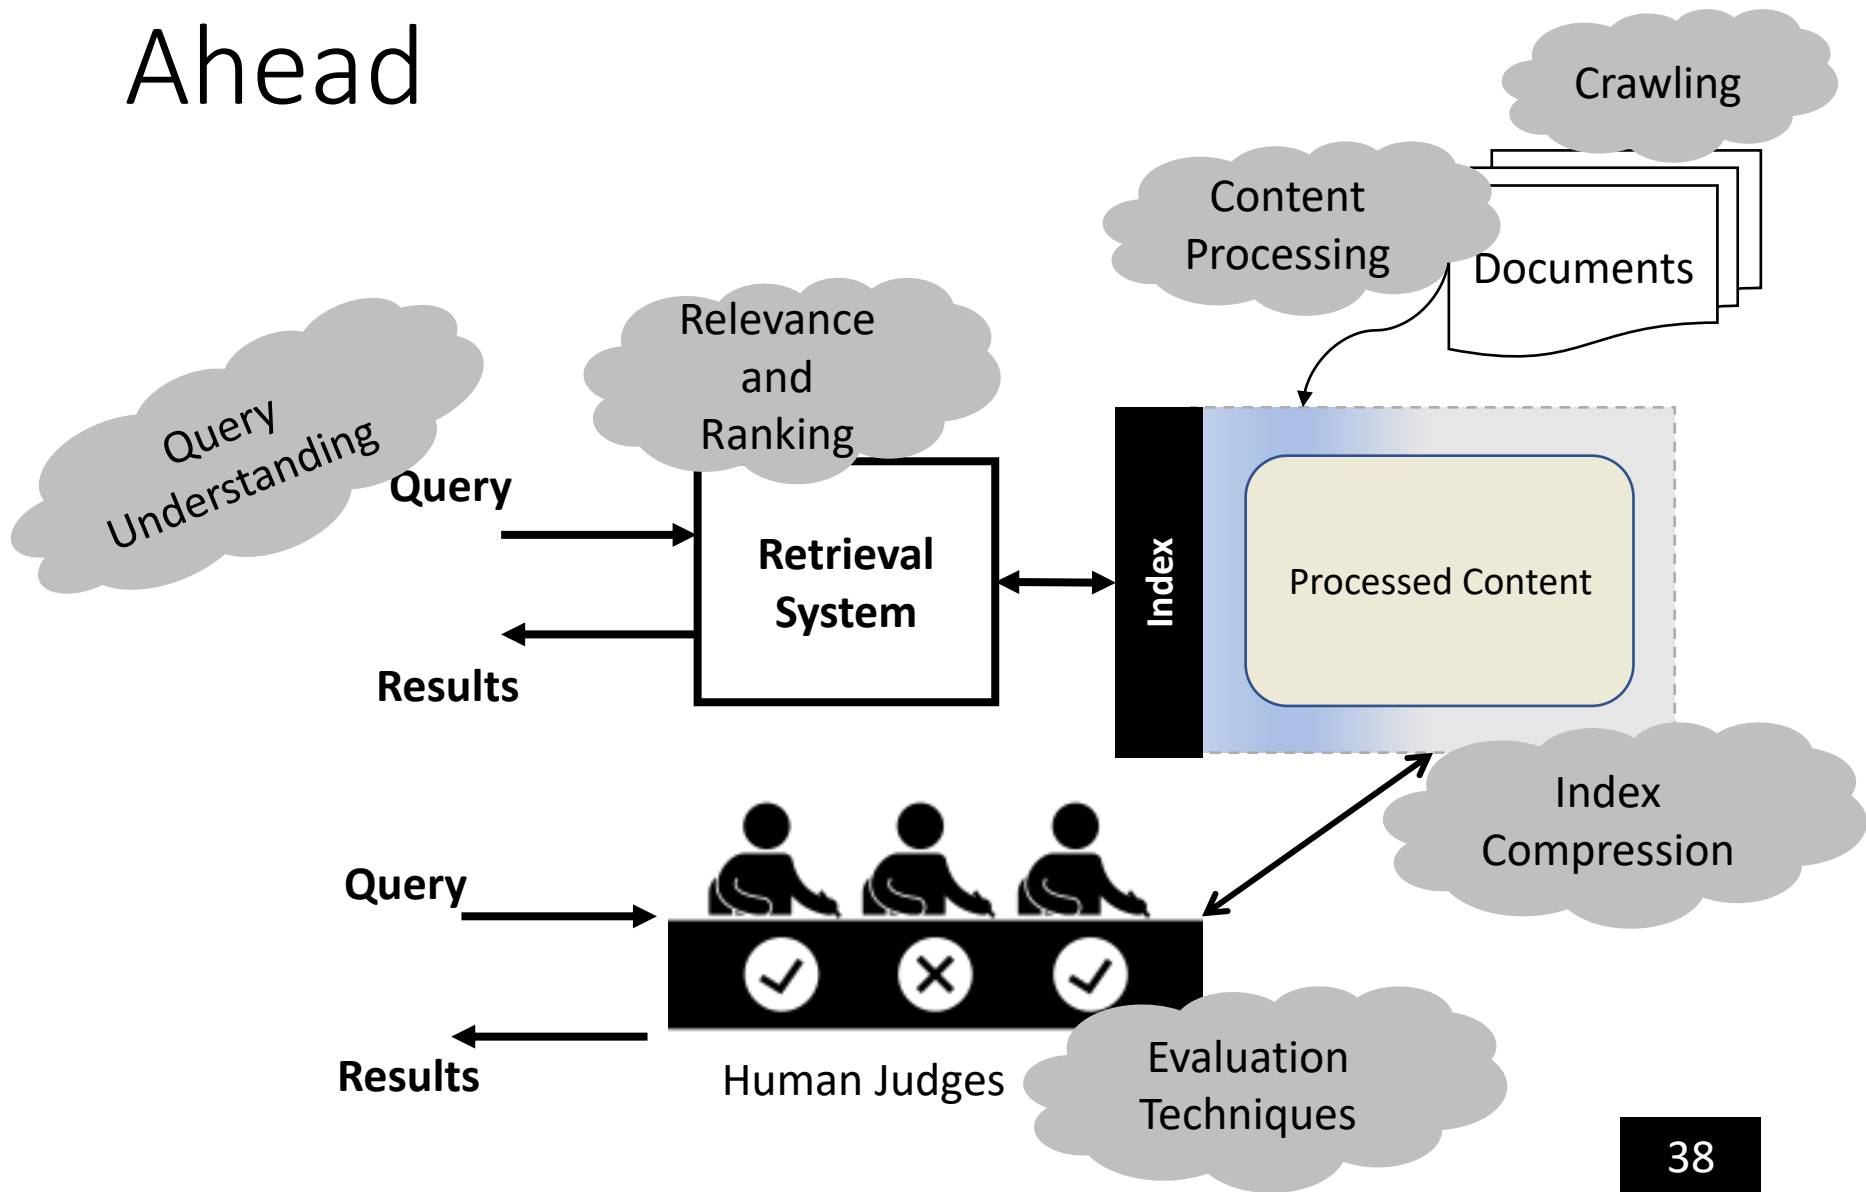 Ahead
Crawling
Content
Processing
Documents
Relevance
and
Ranking
Query
Understanding
Query
Retrieval
System
Index
Processed Content
Results
Index
Compression
Query
Results
Human Judges
Evaluation
Techniques
38